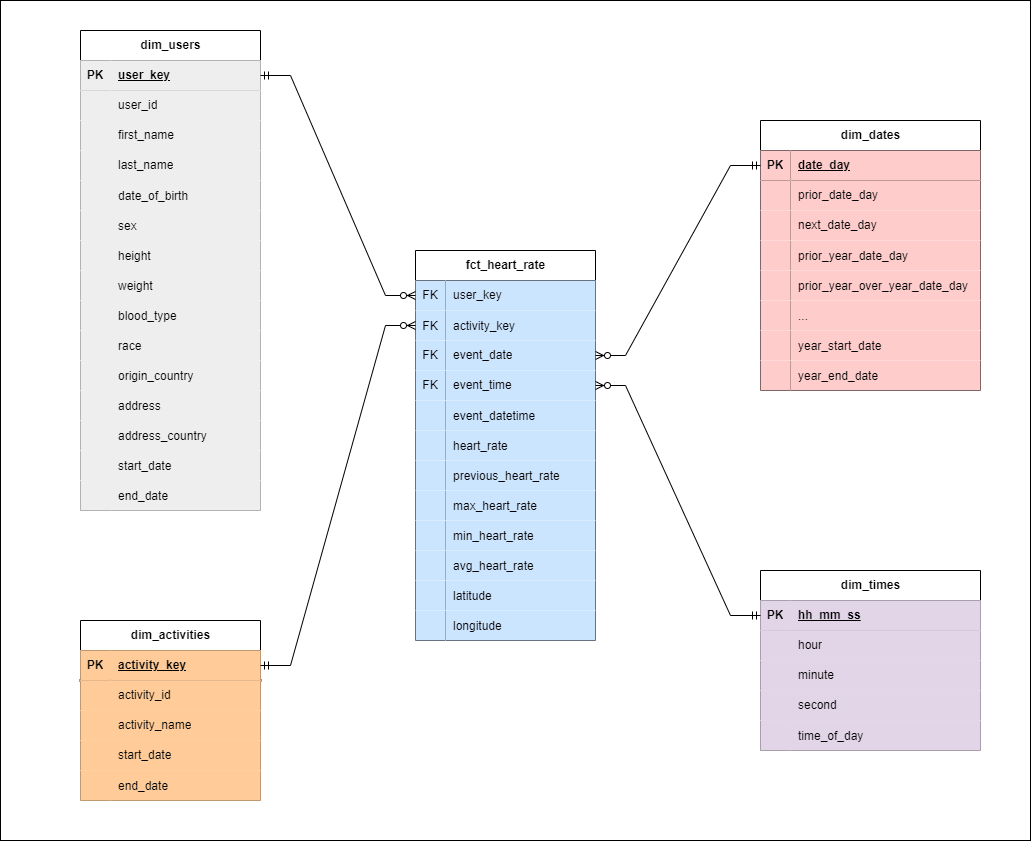 dim_users
PK user_key
user_id
first_name
last_name
date_of_birth
sex
height
weight
blood_type
race
origin_country
address
address_country
start_date
end_date
dim_activities
PK activity_key
activity_id
activity_name
start_date
end_date
fct_heart_rate
FK user_key
FK activity_key
FK event_date
FK event_time
event_datetime
heart_rate
previous_heart_rate
max_heart_rate
min_heart_rate
avg_heart_rate
latitude
longitude
dim_dates
PK date_day
prior_date_day
next_date_day
prior_year_date_day
prior_year_over_year_date_day
...
year_start_date
year_end_date
dim_times
PK hh_mm_ss
hour
minute
second
time_of_day